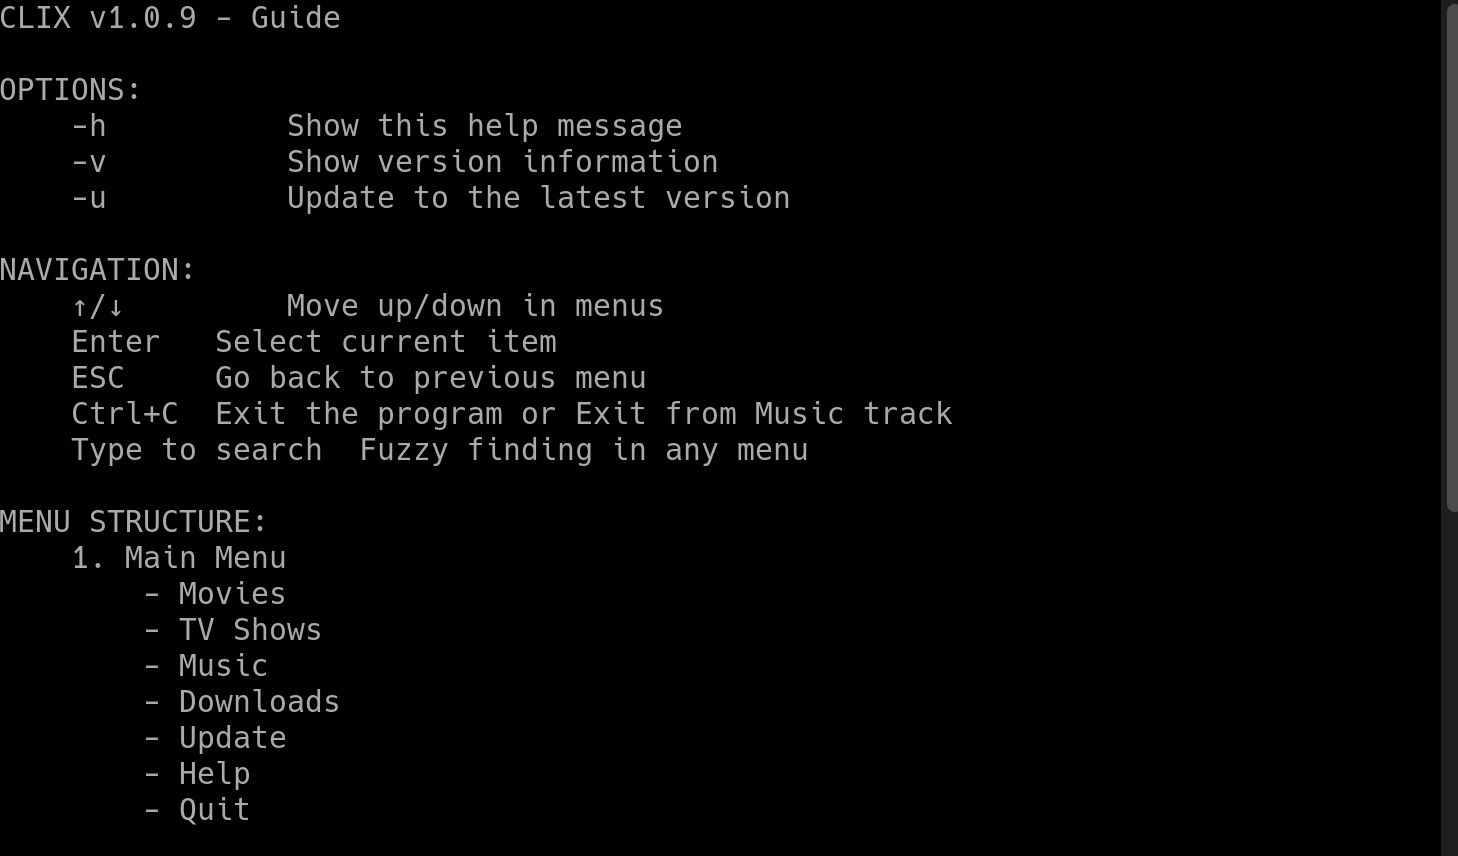 CLIX v1.0.9 - Guide

OPTIONS:
    -h          Show this help message
    -v          Show version information
    -u          Update to the latest version

NAVIGATION:
    ↑/↓         Move up/down in menus
    Enter   Select current item
    ESC     Go back to previous menu
    Ctrl+C  Exit the program or Exit from Music track
    Type to search  Fuzzy finding in any menu

MENU STRUCTURE:
    1. Main Menu
        - Movies
        - TV Shows
        - Music
        - Downloads
        - Update
        - Help
        - Quit